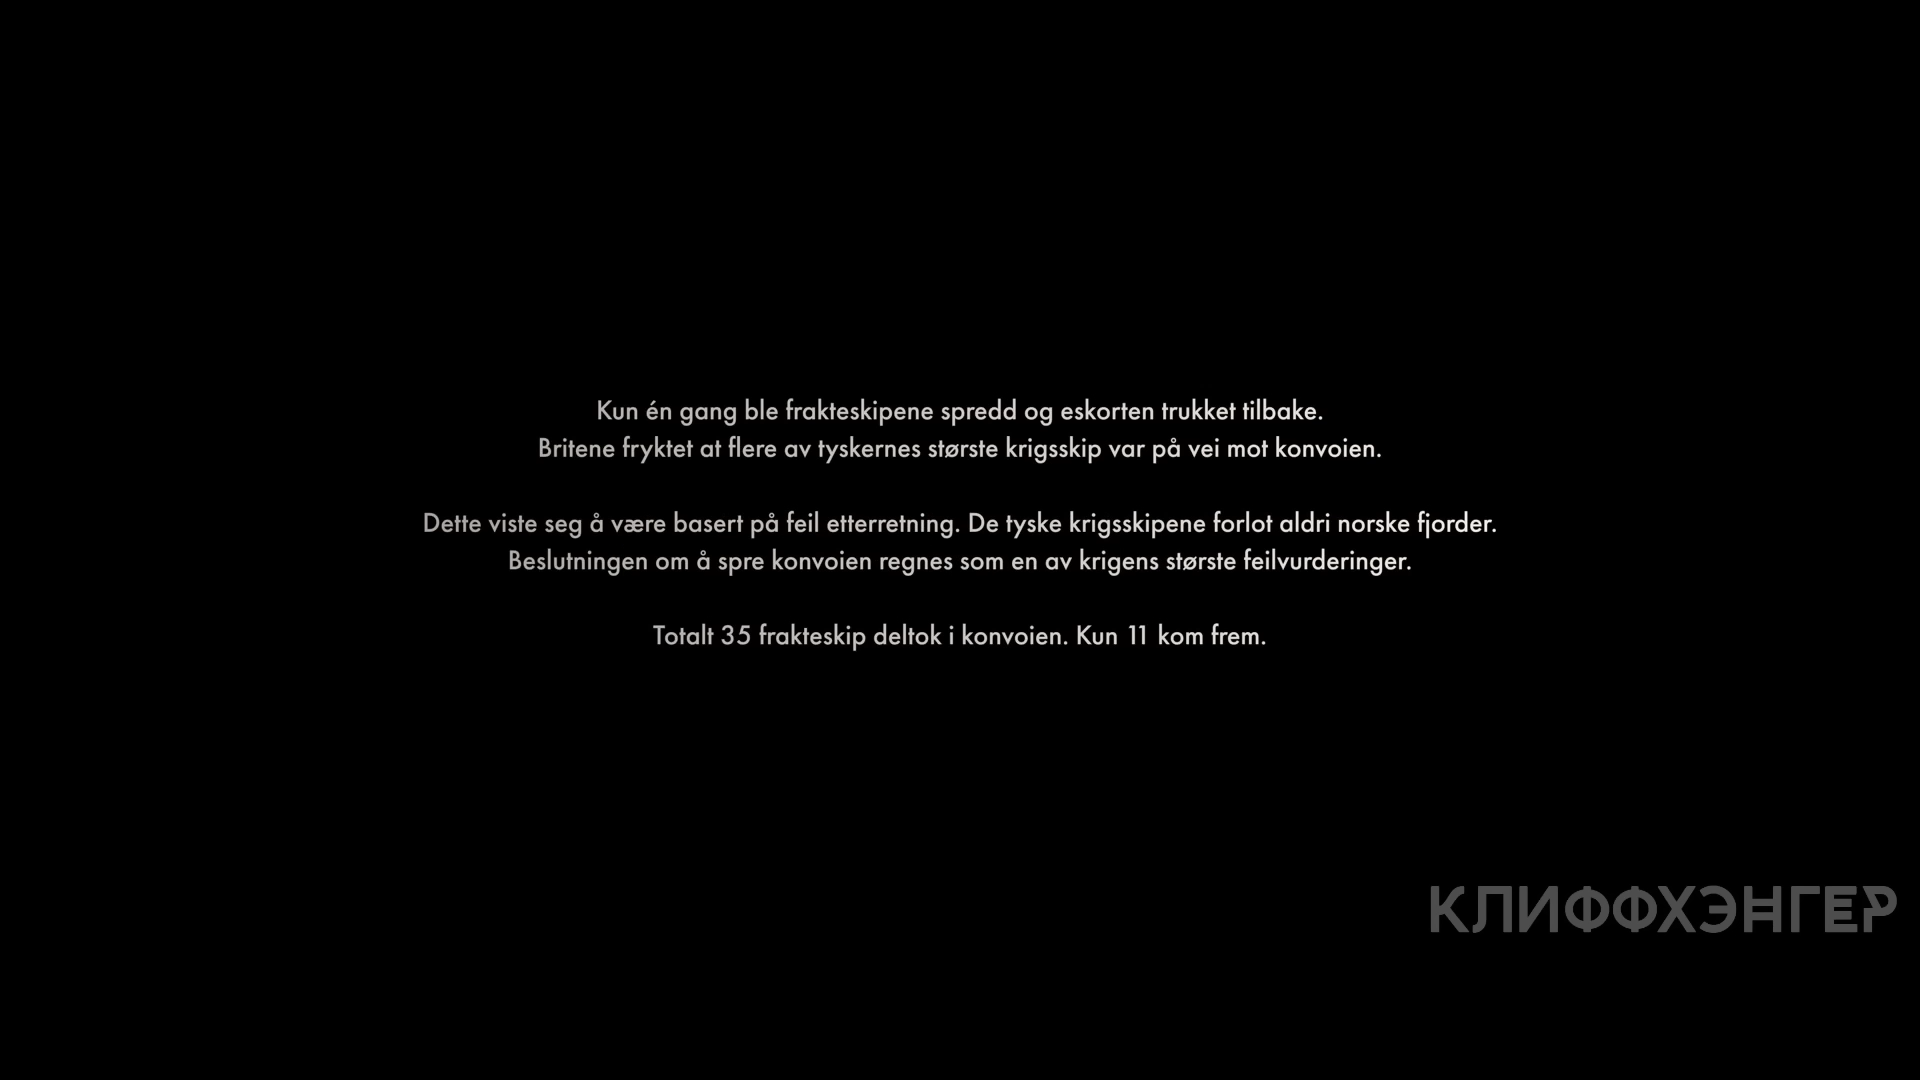 Kun én gang ble frakteskipene spredd og eskorten trukket tilbake.
Britene fryktet at flere av tyskernes største krigsskip var på vei mot konvoien.
Dette viste seg å være basert på feil etterretning. De tyske krigsskipene forlot aldri norske fjorder.
Beslutningen om å spre konvoien regnes som en av krigens største feilvurderinger.
Totalt 35 frakteskip deltok i konvoien. Kun 11 kom frem.
КЛИФФХЭНГЕР